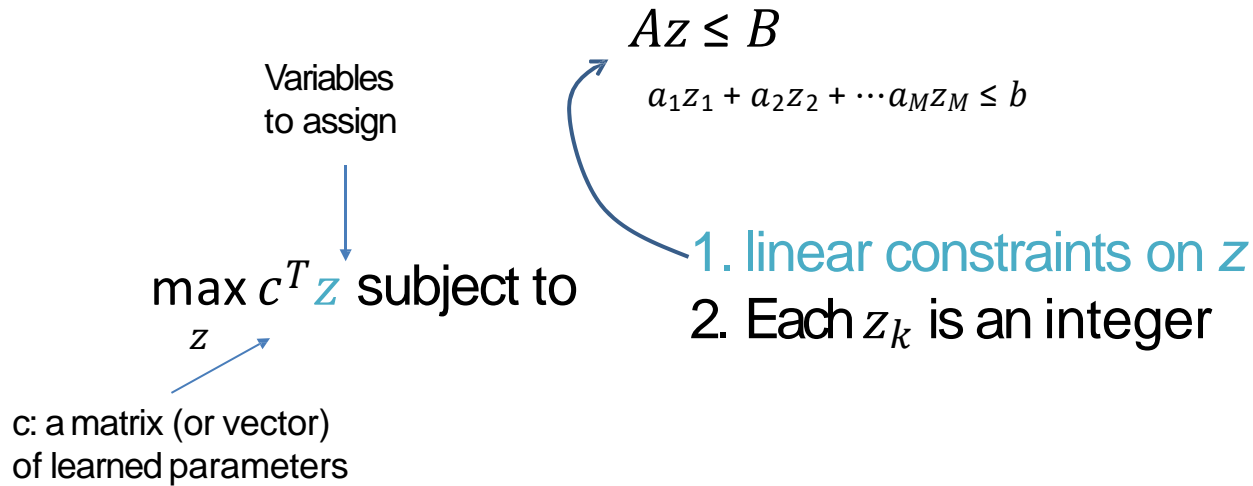 Az ≤ B
a₁z₁ + a₂z₂ + ⋯a_Mz_M ≤ b
Variables
to assign
max c^T z subject to
z
1. linear constraints on z
2. Each z_k is an integer
c: a matrix (or vector)
of learned parameters